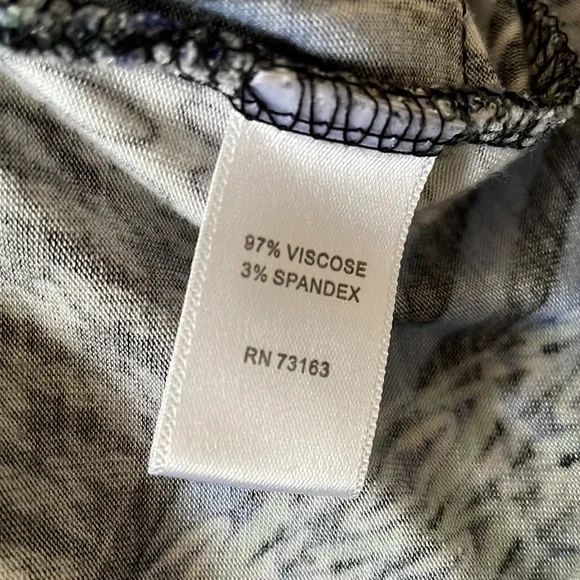 97% VISCOSE
3% SPANDEX
RN 73163